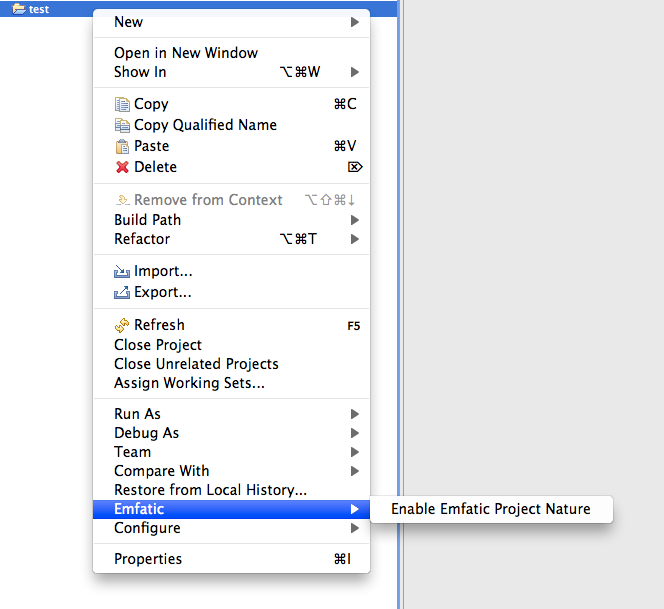 test
New
Open in New Window
Show In ⌥⌘W
Copy ⌘C
Copy Qualified Name
Paste ⌘V
Delete ⌦
Remove from Context ⌥⇧⌘↓
Build Path
Refactor ⌥⌘T
Import...
Export...
Refresh F5
Close Project
Close Unrelated Projects
Assign Working Sets...
Run As
Debug As
Team
Compare With
Restore from Local History...
Emfatic
Enable Emfatic Project Nature
Configure
Properties ⌘I